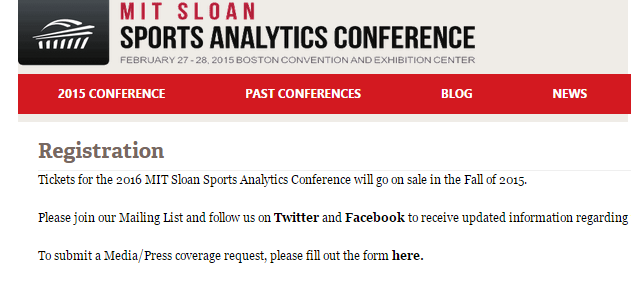 MIT SLOAN
SPORTS ANALYTICS CONFERENCE
FEBRUARY 27 - 28, 2015 BOSTON CONVENTION AND EXHIBITION CENTER
2015 CONFERENCE PAST CONFERENCES BLOG NEWS
Registration
Tickets for the 2016 MIT Sloan Sports Analytics Conference will go on sale in the Fall of 2015.
Please join our Mailing List and follow us on Twitter and Facebook to receive updated information regarding
To submit a Media/Press coverage request, please fill out the form here.